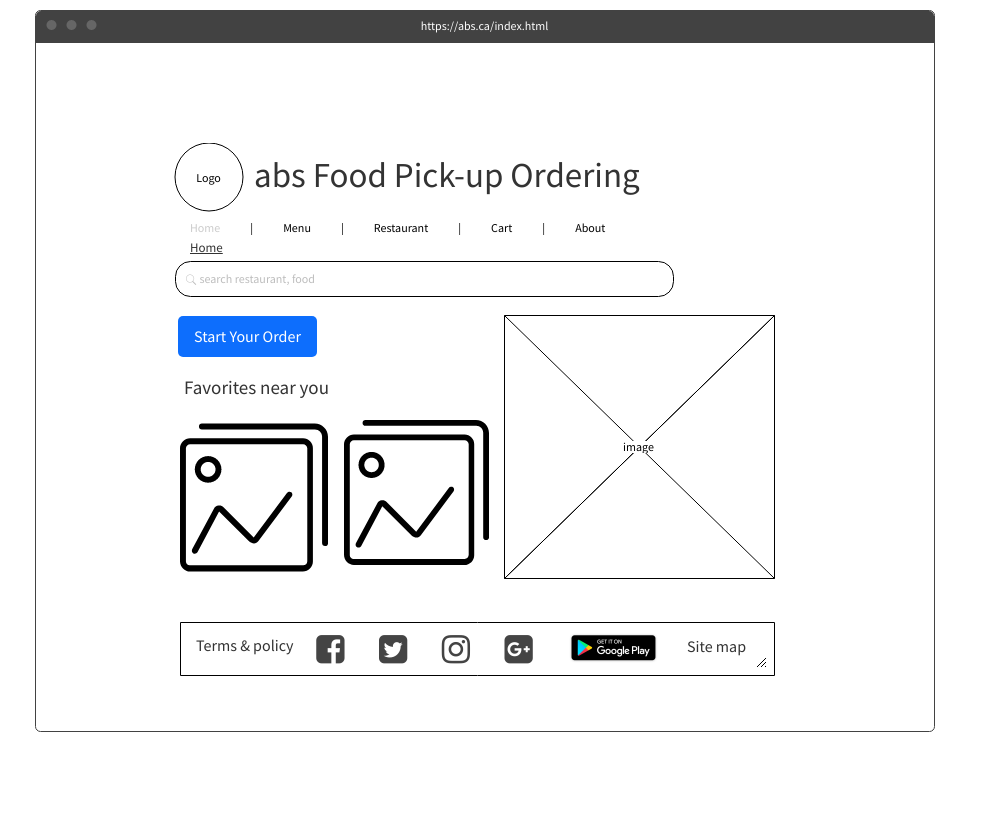 https://abs.ca/index.html
Logo
abs Food Pick-up Ordering
Home | Menu | Restaurant | Cart | About
Home
search restaurant, food
Start Your Order
Favorites near you
image
Terms & policy
G+
GET IT ON
Google Play
Site map